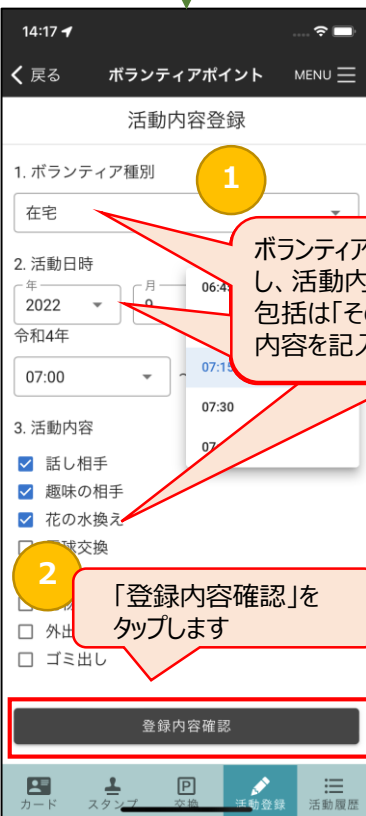 14:17
戻る ボランティアポイント MENU
活動内容登録
1. ボランティア種別
1
在宅
ボランティア
し、活動内
包括は「その
内容を記入
2. 活動日時
年
2022
月
9
令和4年
07:00
~
07:15
07:30
3. 活動内容
話し相手
趣味の相手
花の水換え
球交換
2
「登録内容確認」を
タップします
外出
ゴミ出し
登録内容確認
カード スタンプ 交換 活動登録 活動履歴